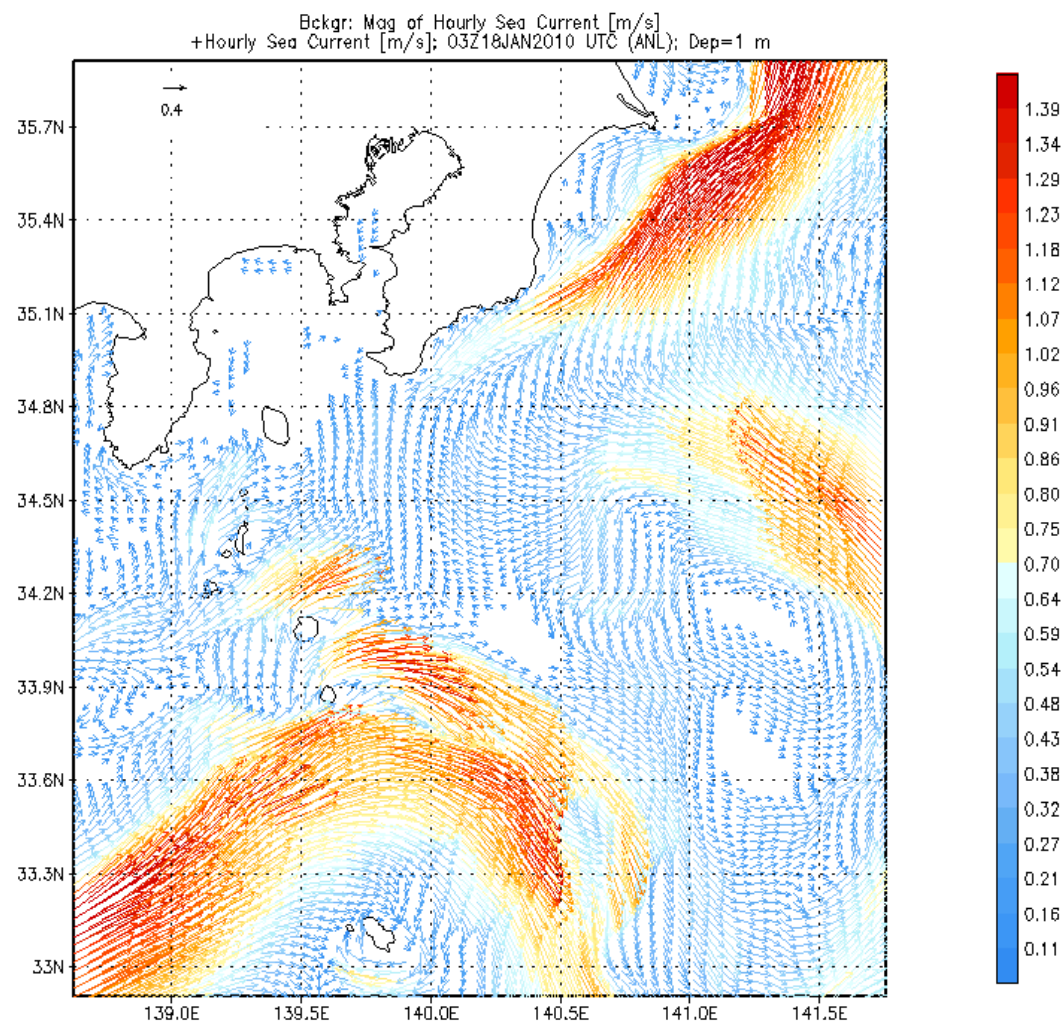 Bckgr: Mag of Hourly Sea Current [m/s]
+Hourly Sea Current [m/s]; 03Z18JAN2010 UTC (ANL); Dep=1 m
0.4
35.7N
35.4N
35.1N
34.8N
34.5N
34.2N
33.9N
33.6N
33.3N
33N
139.0E 139.5E 140.0E 140.5E 141.0E 141.5E
1.39
1.34
1.29
1.23
1.18
1.12
1.07
1.02
0.96
0.91
0.86
0.80
0.75
0.70
0.64
0.59
0.54
0.48
0.43
0.38
0.32
0.27
0.21
0.16
0.11